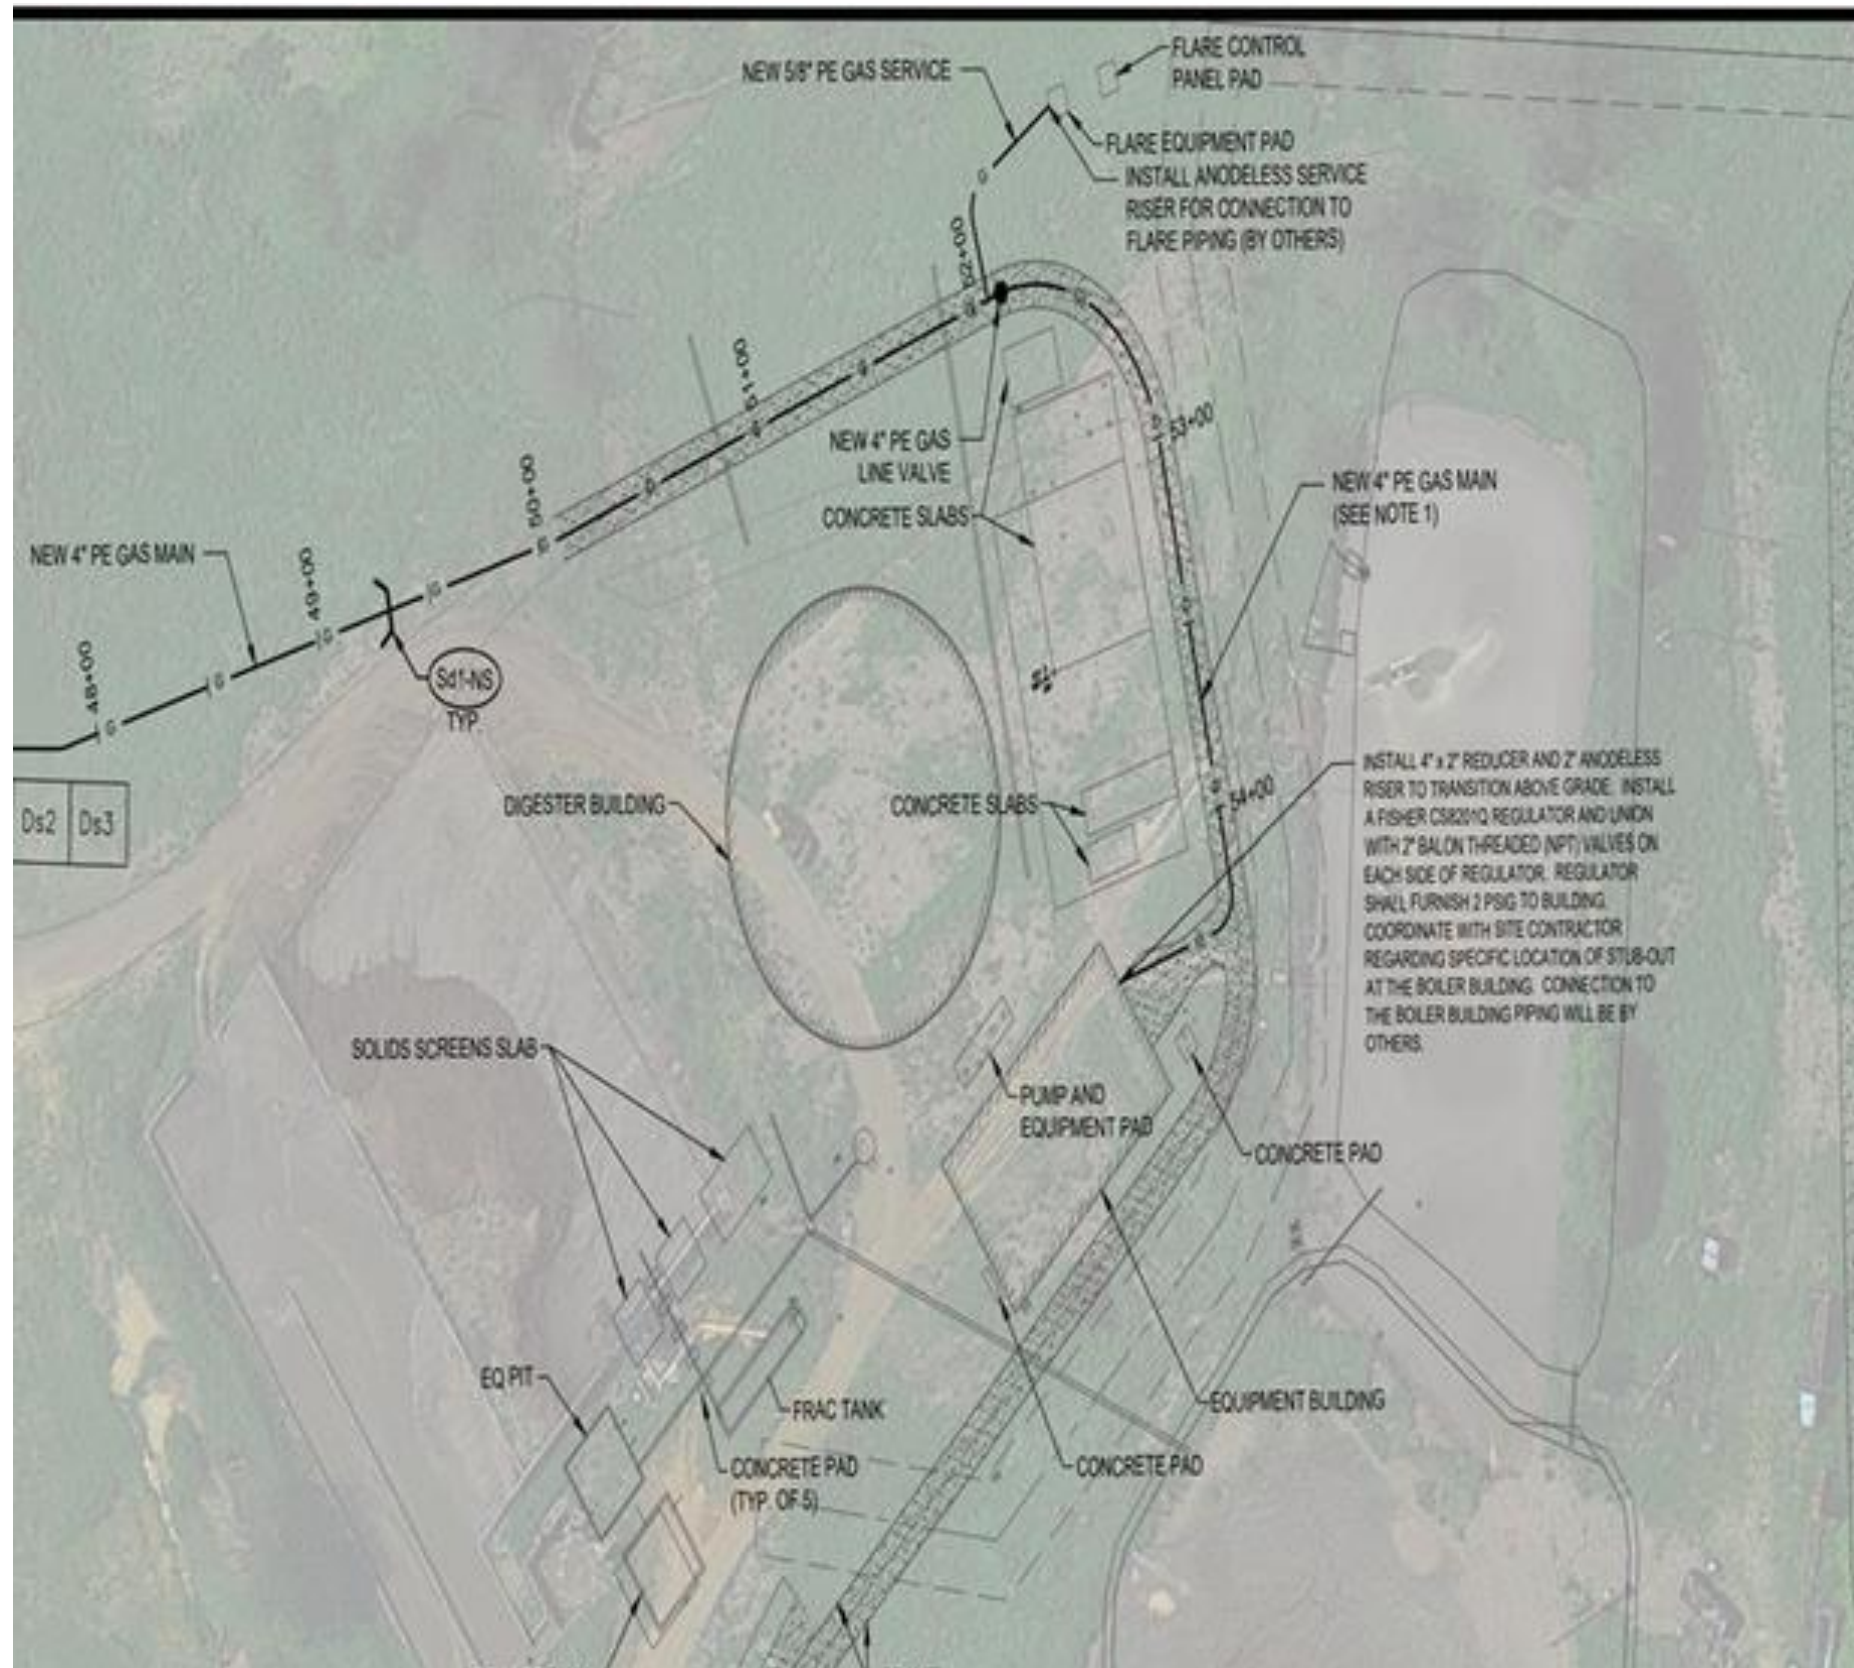 FLARE CONTROL
PANEL PAD
NEW 5/8" PE GAS SERVICE
FLARE EQUIPMENT PAD
INSTALL ANODELESS SERVICE
RISER FOR CONNECTION TO
FLARE PIPING (BY OTHERS)
52+00
51+00
53+00
NEW 4" PE GAS
LINE VALVE
CONCRETE SLABS
NEW 4" PE GAS MAIN
(SEE NOTE 1)
50+00
NEW 4" PE GAS MAIN
49+00
48+00
Sd1-NS
TYP.
Ds2 Ds3
DIGESTER BUILDING
CONCRETE SLABS
54+00
INSTALL 4" x 2" REDUCER AND 2" ANODELESS
RISER TO TRANSITION ABOVE GRADE. INSTALL
A FISHER CS8201Q REGULATOR AND UNION
WITH 2" BALON THREADED (NPT) VALVES ON
EACH SIDE OF REGULATOR. REGULATOR
SHALL FURNISH 2 PSIG TO BUILDING.
COORDINATE WITH SITE CONTRACTOR
REGARDING SPECIFIC LOCATION OF STUB-OUT
AT THE BOILER BUILDING. CONNECTION TO
THE BOILER BUILDING PIPING WILL BE BY
OTHERS.
SOLIDS SCREENS SLAB
PUMP AND
EQUIPMENT PAD
CONCRETE PAD
EQ PIT
FRAC TANK
EQUIPMENT BUILDING
CONCRETE PAD
(TYP. OF 5)
CONCRETE PAD